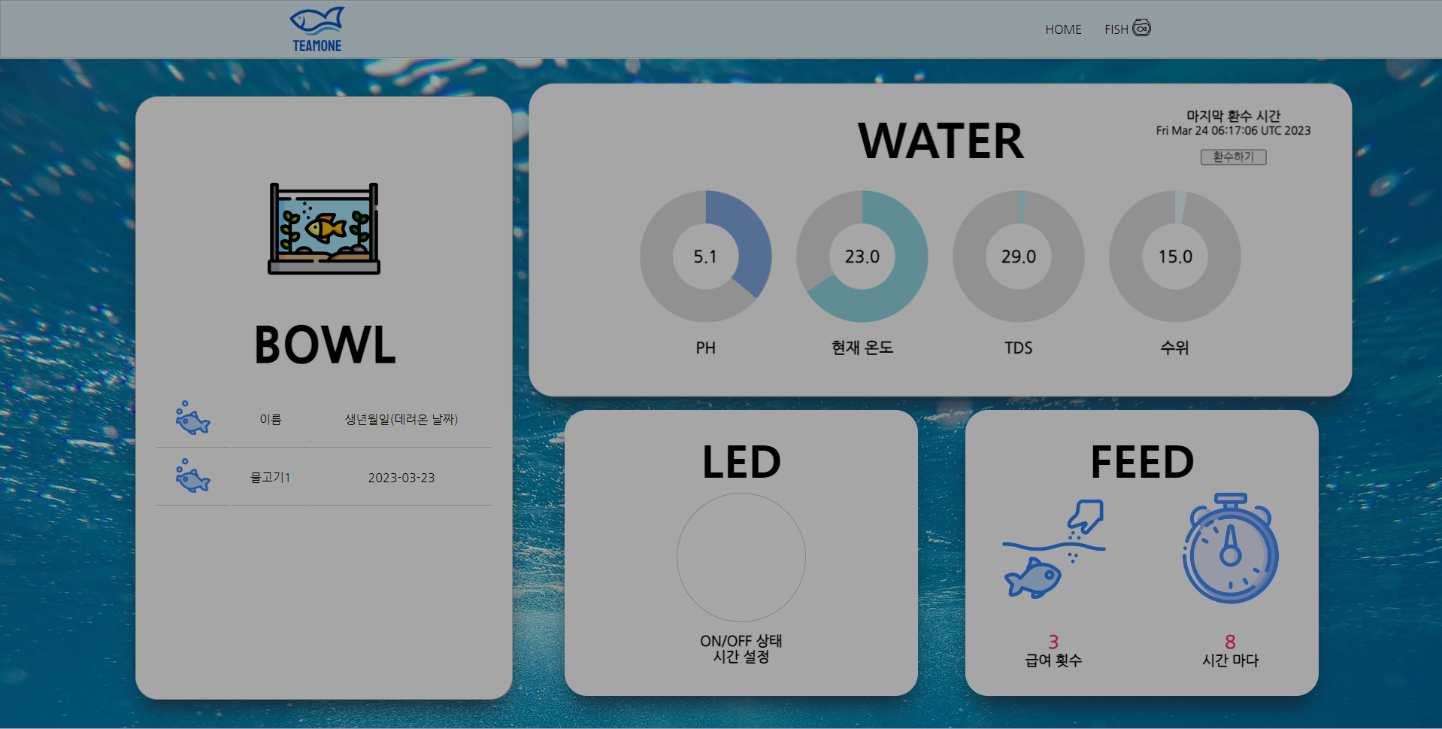 TEAMONE
HOME
FISH
BOWL
이름
생년월일(데려온 날짜)
물고기1
2023-03-23
WATER
마지막 환수 시간
Fri Mar 24 06:17:06 UTC 2023
환수하기
5.1
23.0
29.0
15.0
PH
현재 온도
TDS
수위
LED
ON/OFF 상태
시간 설정
FEED
3
급여 횟수
8
시간 마다